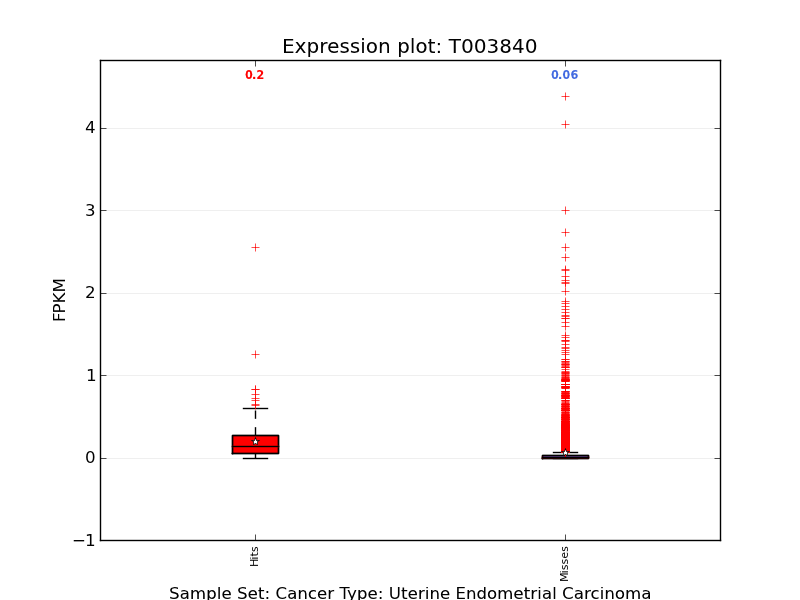 Expression plot: T003840
0.2
0.06
4
3
2
1
0
−1
FPKM
Hits
Misses
Sample Set: Cancer Type: Uterine Endometrial Carcinoma